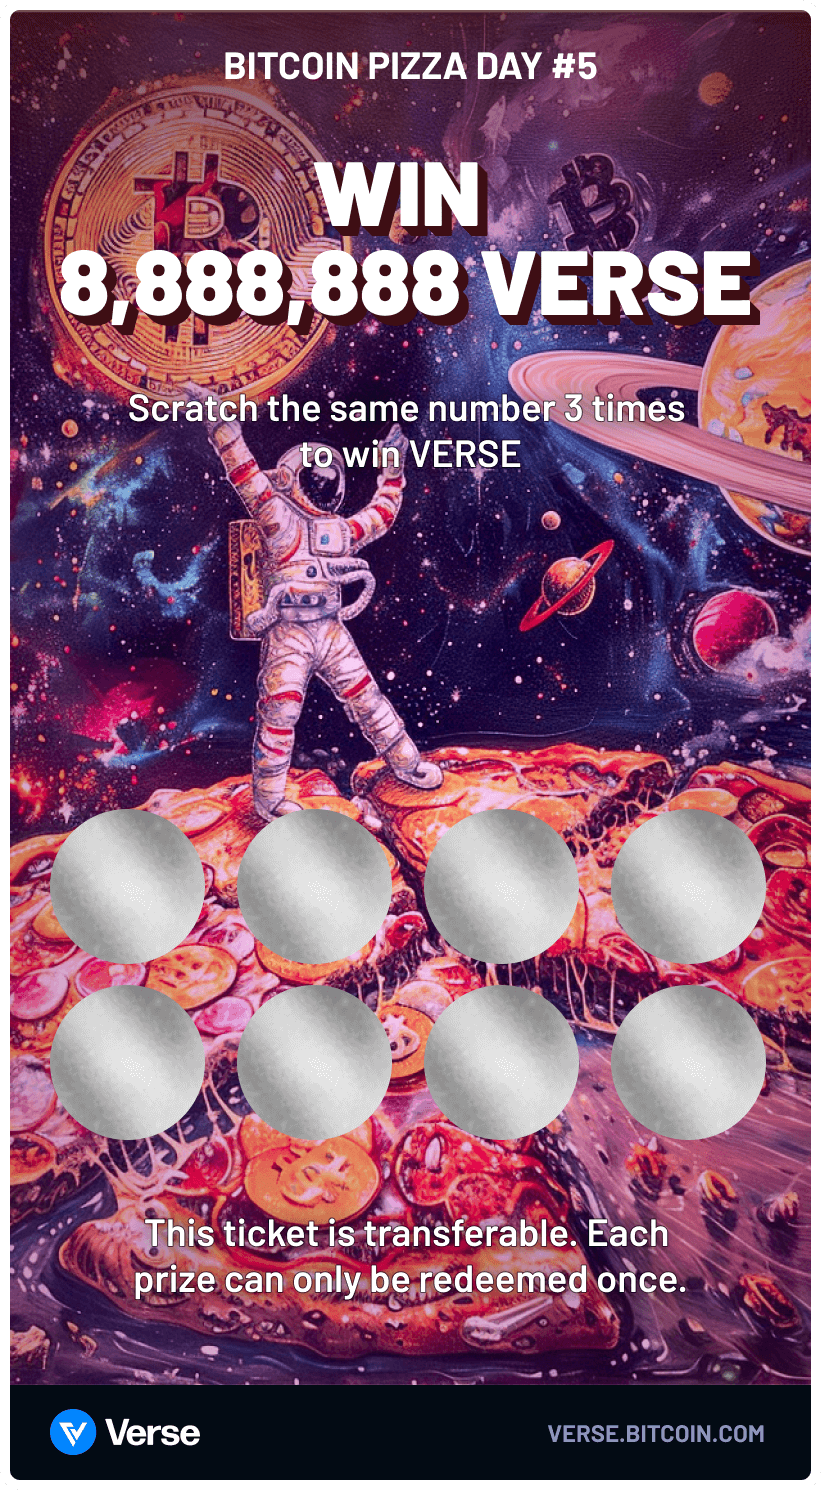 BITCOIN PIZZA DAY #5
WIN
8,888,888 VERSE
Scratch the same number 3 times
to win VERSE
This ticket is transferable. Each
prize can only be redeemed once.
Verse
VERSE.BITCOIN.COM